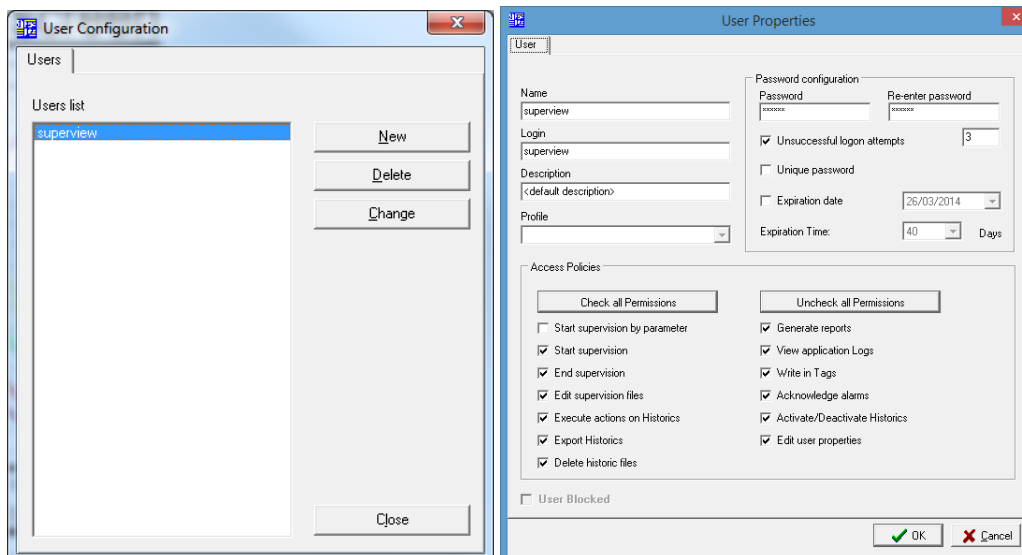 User Configuration
Users
Users list
superview
New
Delete
Change
Close
User Properties
User
Name
superview
Login
superview
Description
<default description>
Profile
Password configuration
Password
Re-enter password
xxxxxx
xxxxxx
Unsuccessful logon attempts
3
Unique password
Expiration date
26/03/2014
Expiration Time:
40
Days
Access Policies
Check all Permissions
Uncheck all Permissions
Start supervision by parameter
Generate reports
Start supervision
View application Logs
End supervision
Write in Tags
Edit supervision files
Acknowledge alarms
Execute actions on Historics
Activate/Deactivate Historics
Export Historics
Edit user properties
Delete historic files
User Blocked
OK
Cancel